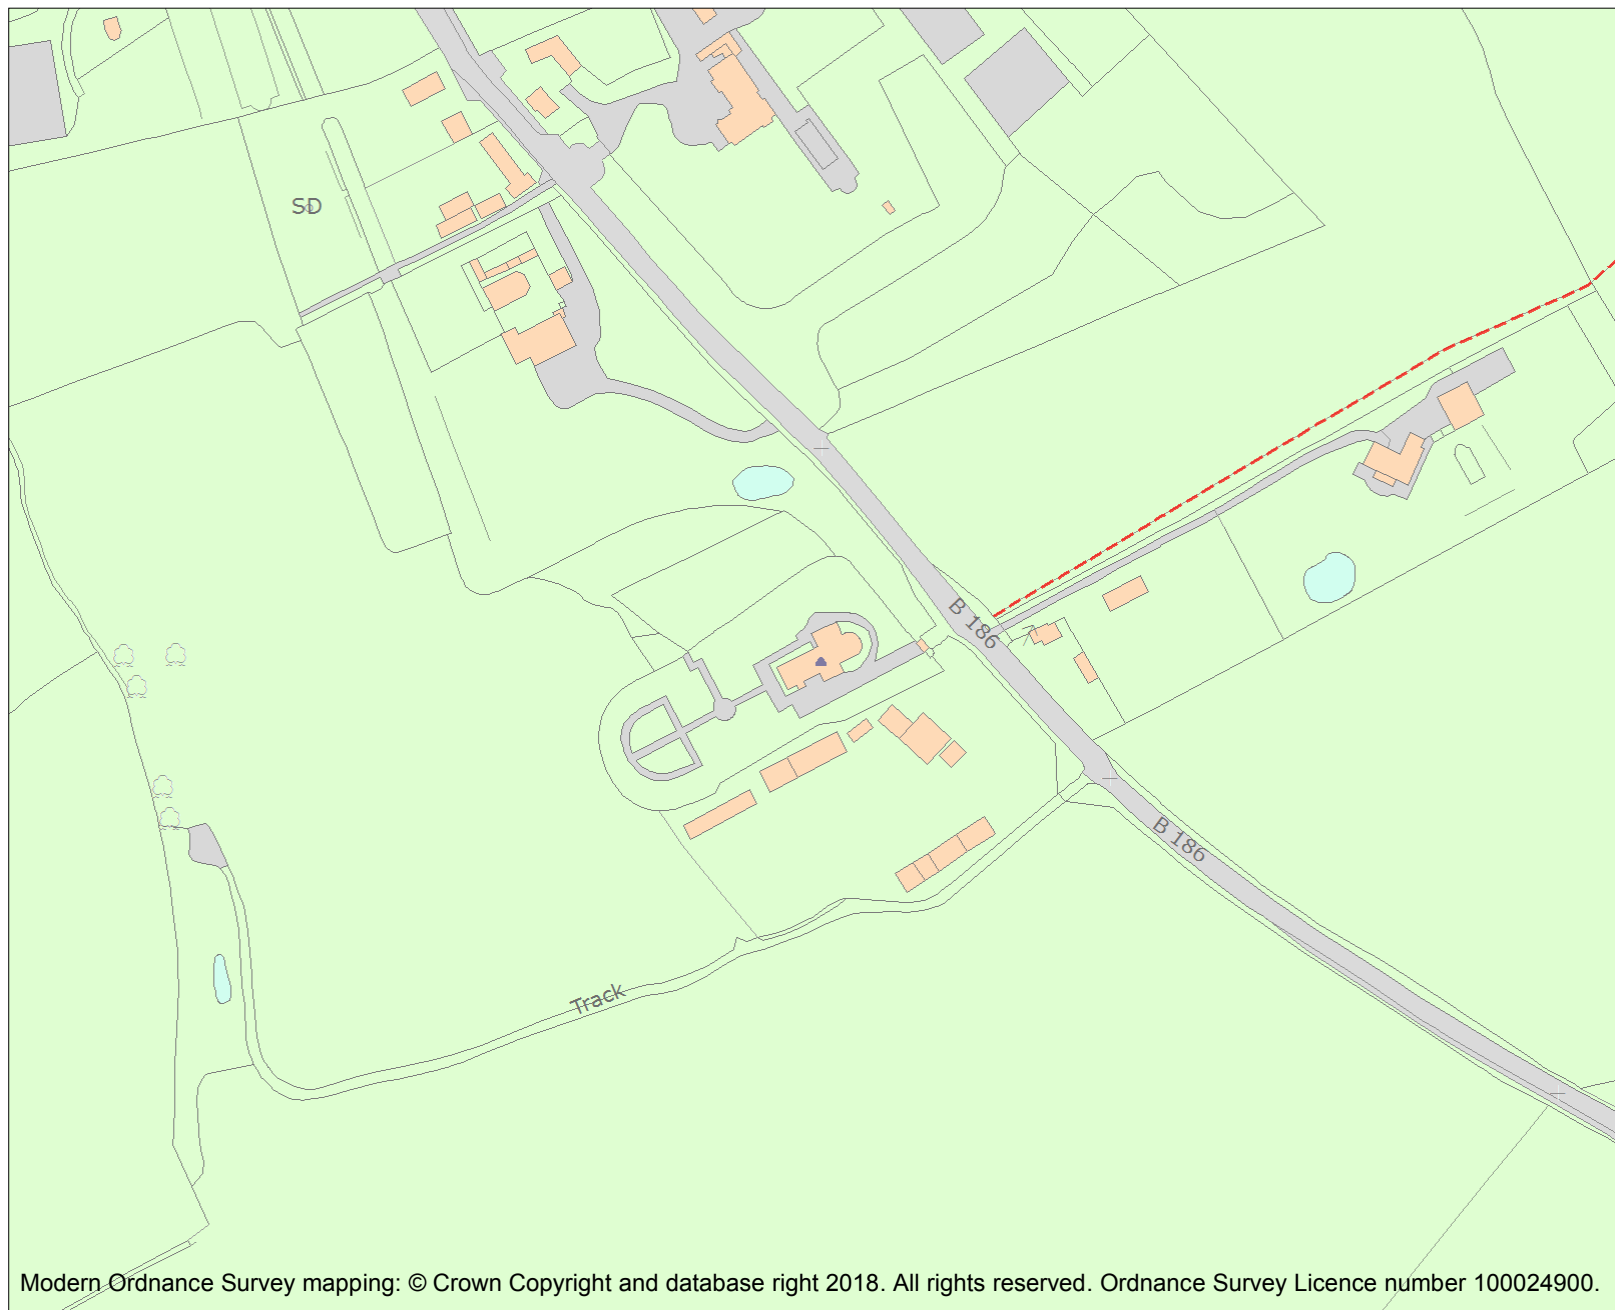 SD
B 186
B 186
Track
Modern Ordnance Survey mapping: © Crown Copyright and database right 2018. All rights reserved. Ordnance Survey Licence number 100024900.